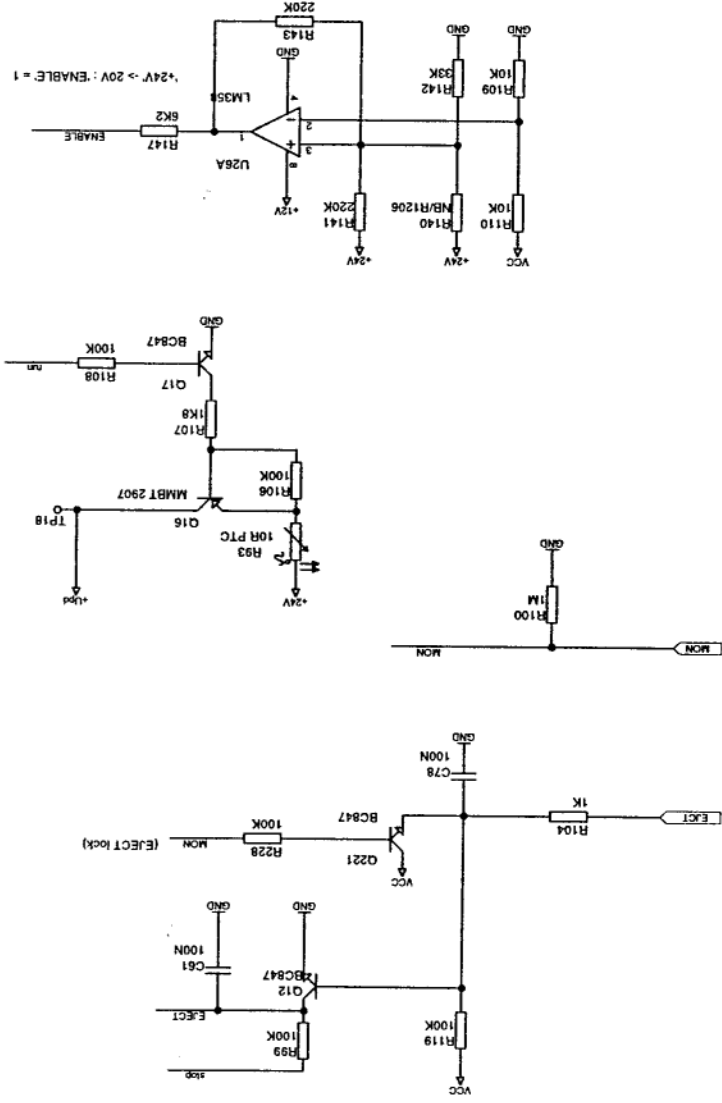 VCC
stop
R119
100K
R99
100K
EJECT
Q12
BC847
C61
100N
GND
GND
VCC
Q221
BC847
R228
100K
MON
(EJECT lock)
EJCT
R104
1K
C78
100N
GND
MON
MON
R100
1M
GND
+24V
+Upd
R93
10R PTC
Q16
MMBT 2907
TP18
R106
100K
R107
1K8
Q17
BC847
R108
100K
run
GND
VCC
+24V
+24V
+12V
R110
10K
R140
NB/R1206
R141
220K
U26A
8
3
2
1
4
LM358
R147
6K2
ENABLE
R109
10K
R142
33K
GND
GND
GND
R143
220K
'+24V' -> 20V : 'ENABLE' = 1